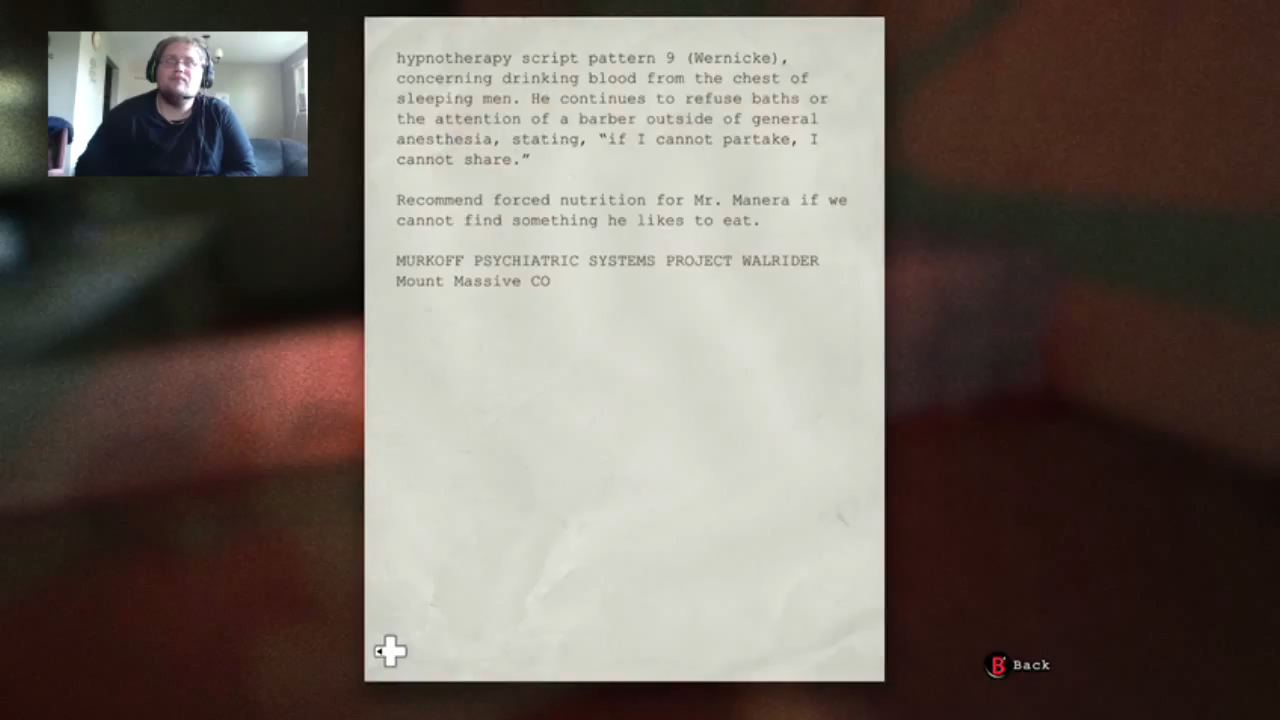 hypnotherapy script pattern 9 (Wernicke),
concerning drinking blood from the chest of
sleeping men. He continues to refuse baths or
the attention of a barber outside of general
anesthesia, stating, “if I cannot partake, I
cannot share.”
Recommend forced nutrition for Mr. Manera if we
cannot find something he likes to eat.
MURKOFF PSYCHIATRIC SYSTEMS PROJECT WALRIDER
Mount Massive CO
B Back